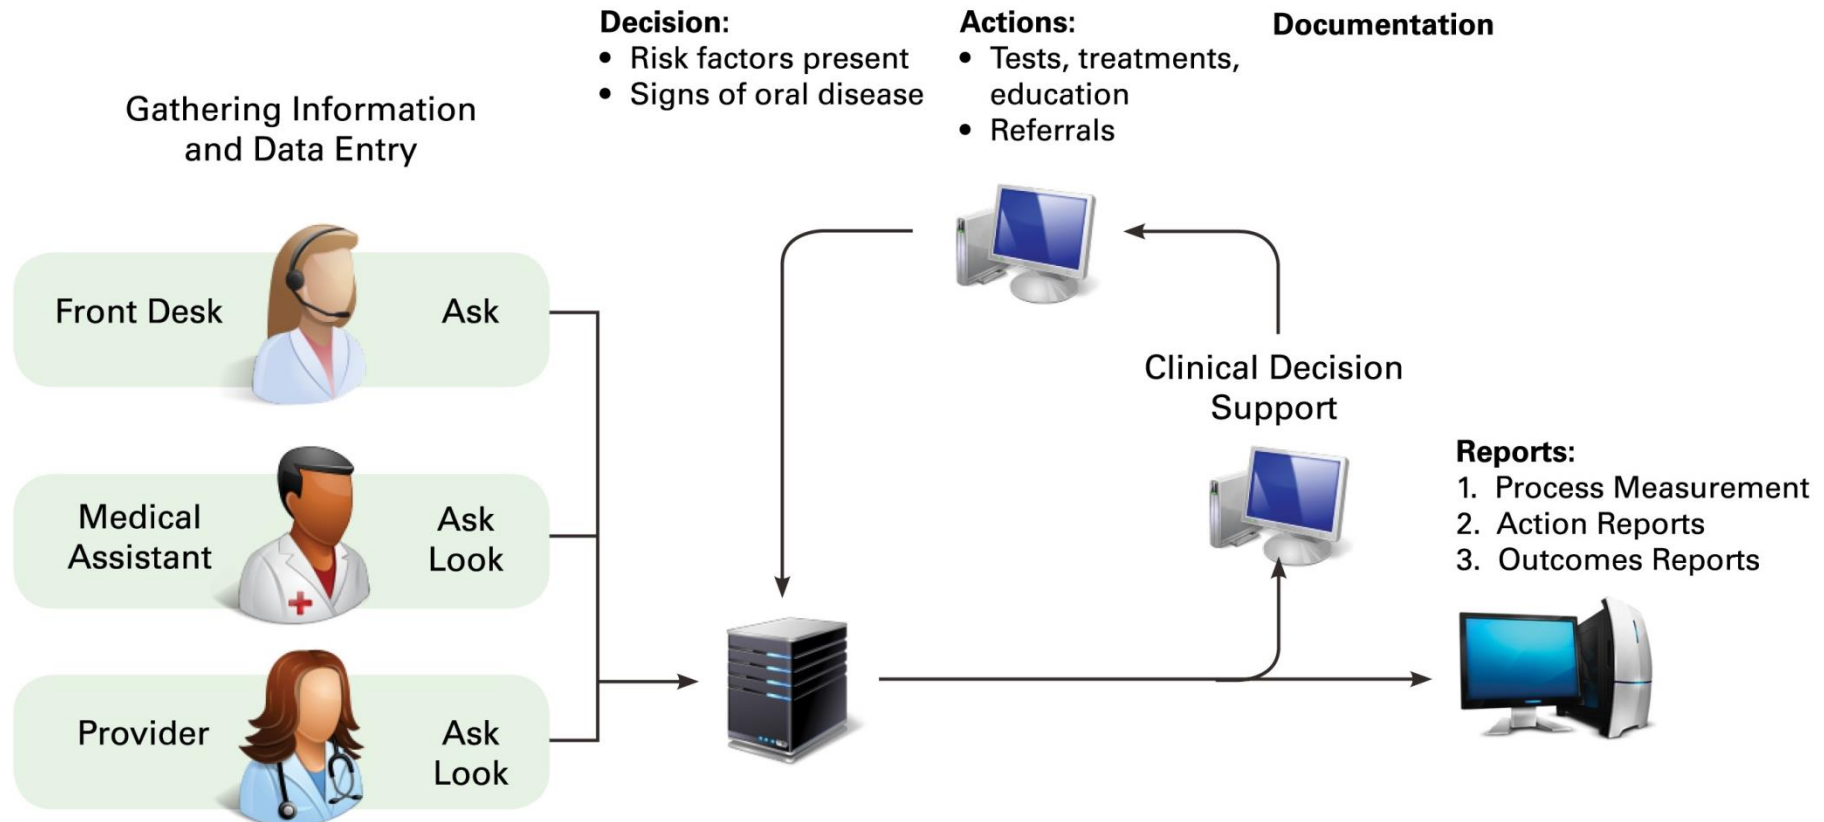 Decision:
• Risk factors present
• Signs of oral disease
Actions:
• Tests, treatments,
education
• Referrals
Documentation
Gathering Information
and Data Entry
Front Desk
Ask
Medical
Assistant
Ask
Look
Provider
Ask
Look
Clinical Decision
Support
Reports:
1. Process Measurement
2. Action Reports
3. Outcomes Reports